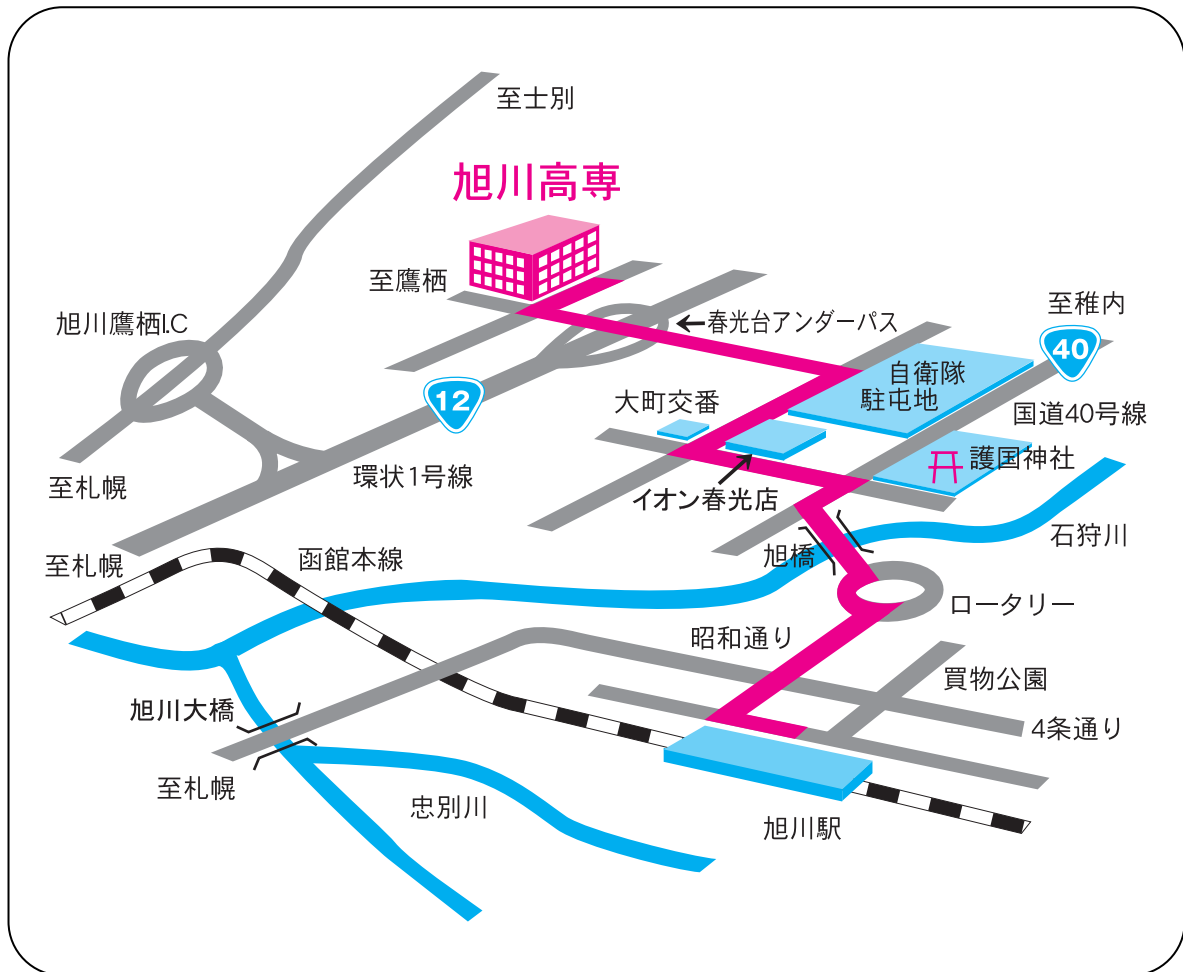 至士別
旭川高専
至鷹栖
至稚内
旭川鷹栖I.C
←春光台アンダーパス
40
自衛隊
駐屯地
12
大町交番
国道40号線
護国神社
環状1号線
至札幌
イオン春光店
石狩川
旭橋
函館本線
至札幌
ロータリー
昭和通り
買物公園
旭川大橋
4条通り
至札幌
忠別川
旭川駅